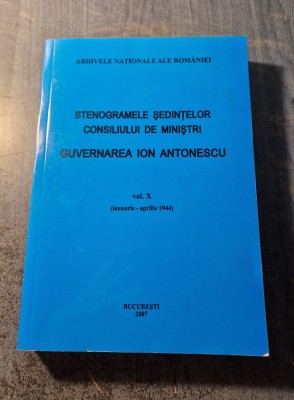 ARHIVELE NAȚIONALE ALE ROMÂNIEI
STENOGRAMELE ȘEDINȚELOR
CONSILIULUI DE MINIȘTRI
GUVERNAREA ION ANTONESCU
vol. X
(ianuarie - aprilie 1944)
BUCUREȘTI
2007